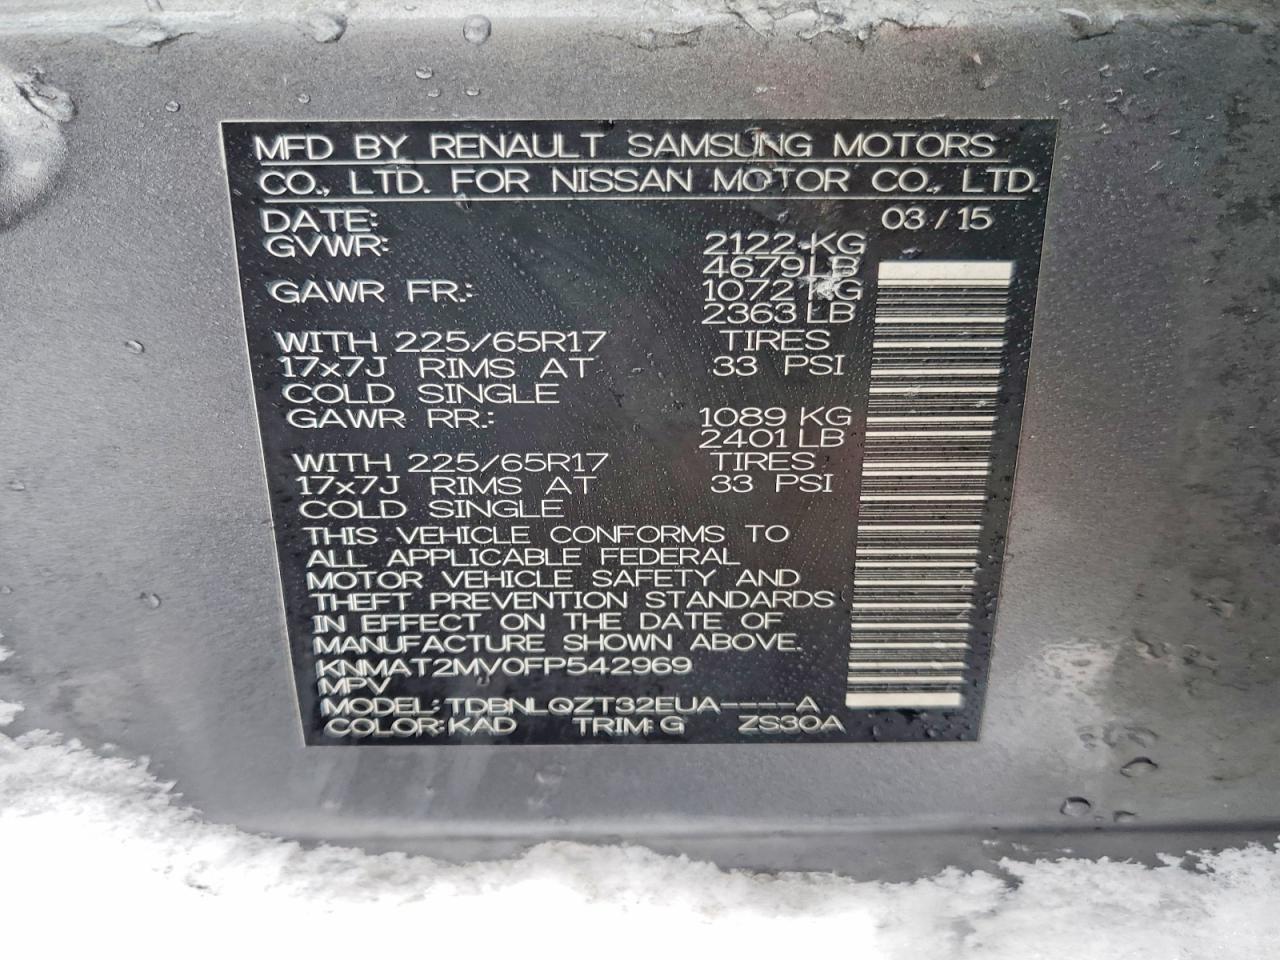 MFD BY RENAULT SAMSUNG MOTORS
CO., LTD. FOR NISSAN MOTOR CO., LTD.
DATE: 03 / 15
GVWR: 2122 KG
4679 LB
GAWR FR.: 1072 KG
2363 LB
WITH 225/65R17 TIRES
17x7J RIMS AT 33 PSI
COLD SINGLE
GAWR RR.: 1089 KG
2401 LB
WITH 225/65R17 TIRES
17x7J RIMS AT 33 PSI
COLD SINGLE
THIS VEHICLE CONFORMS TO
ALL APPLICABLE FEDERAL
MOTOR VEHICLE SAFETY AND
THEFT PREVENTION STANDARDS
IN EFFECT ON THE DATE OF
MANUFACTURE SHOWN ABOVE.
KNMAT2MV0FP542969
MPV
MODEL: TDBNLQZT32EUA----A
COLOR: KAD TRIM: G ZS30A